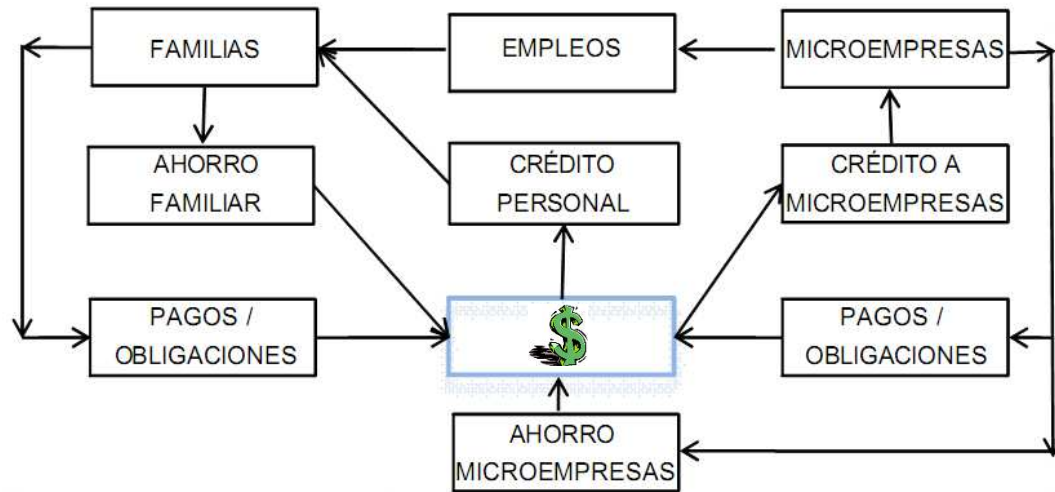 FAMILIAS
EMPLEOS
MICROEMPRESAS
AHORRO
FAMILIAR
CRÉDITO
PERSONAL
CRÉDITO A
MICROEMPRESAS
PAGOS /
OBLIGACIONES
$
PAGOS /
OBLIGACIONES
AHORRO
MICROEMPRESAS